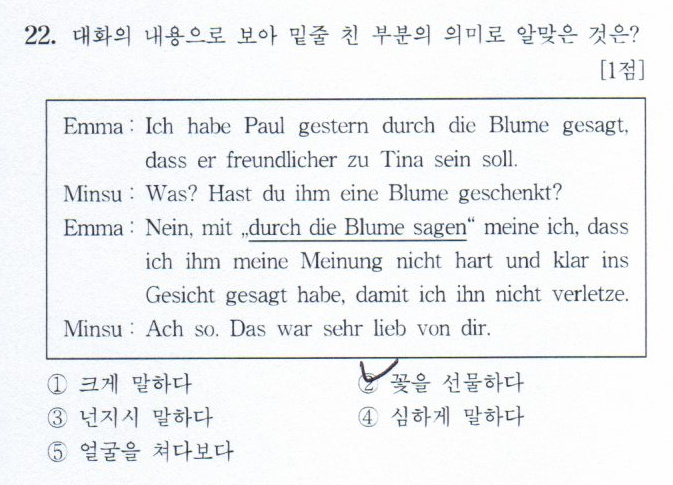 22. 대화의 내용으로 보아 밑줄 친 부분의 의미로 알맞은 것은?
[1점]
Emma : Ich habe Paul gestern durch die Blume gesagt,
dass er freundlicher zu Tina sein soll.
Minsu : Was? Hast du ihm eine Blume geschenkt?
Emma : Nein, mit „durch die Blume sagen“ meine ich, dass
ich ihm meine Meinung nicht hart und klar ins
Gesicht gesagt habe, damit ich ihn nicht verletze.
Minsu : Ach so. Das war sehr lieb von dir.
① 크게 말하다 ② 꽃을 선물하다
③ 넌지시 말하다 ④ 심하게 말하다
⑤ 얼굴을 쳐다보다